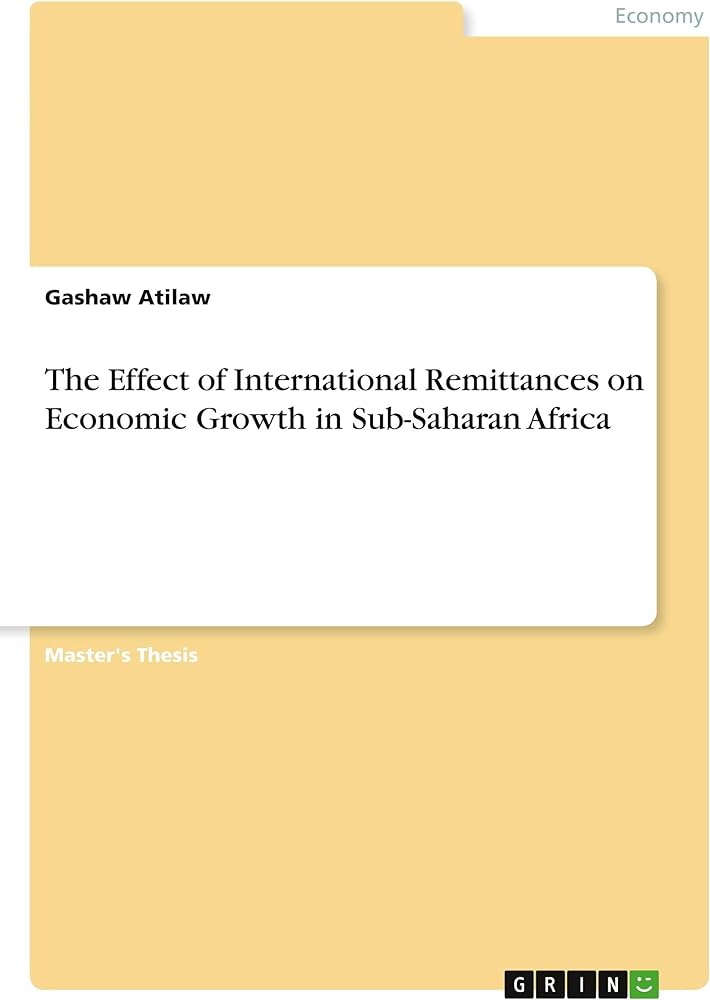 Economy
Gashaw Atilaw
The Effect of International Remittances on
Economic Growth in Sub-Saharan Africa
Master's Thesis
GRIN